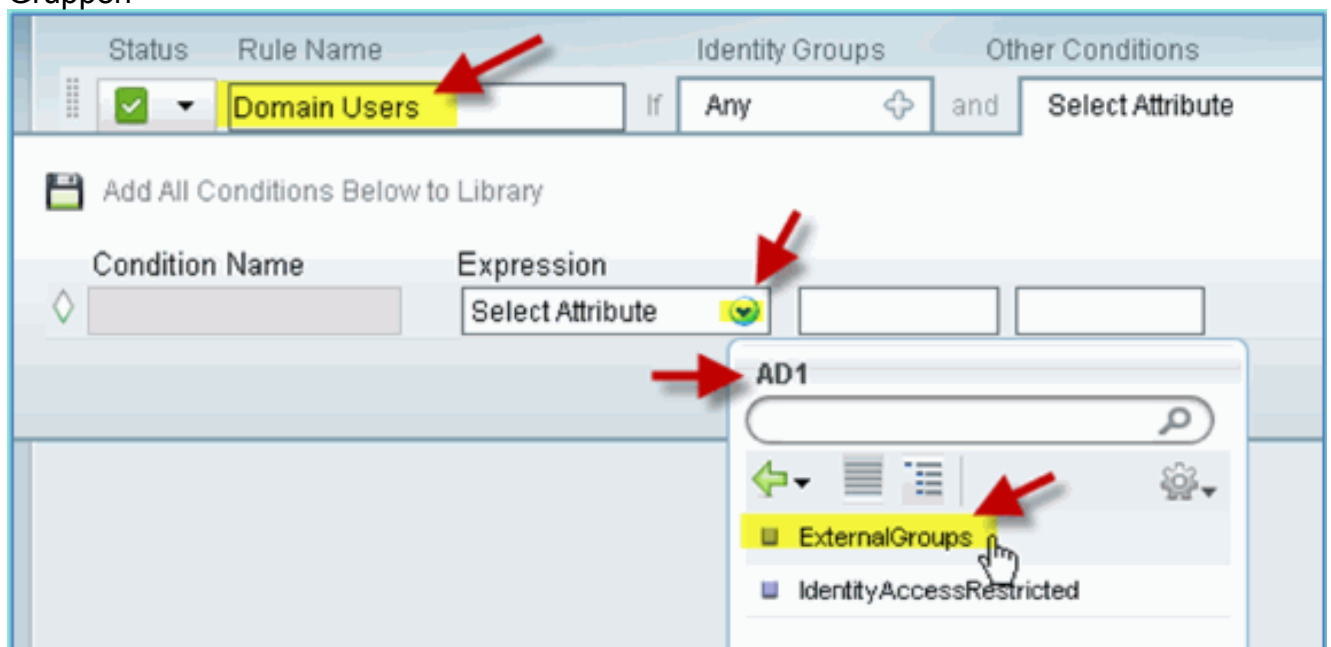 Gruppen
Status Rule Name Identity Groups Other Conditions
Domain Users If Any and Select Attribute
Add All Conditions Below to Library
Condition Name Expression
Select Attribute
AD1
ExternalGroups
IdentityAccessRestricted